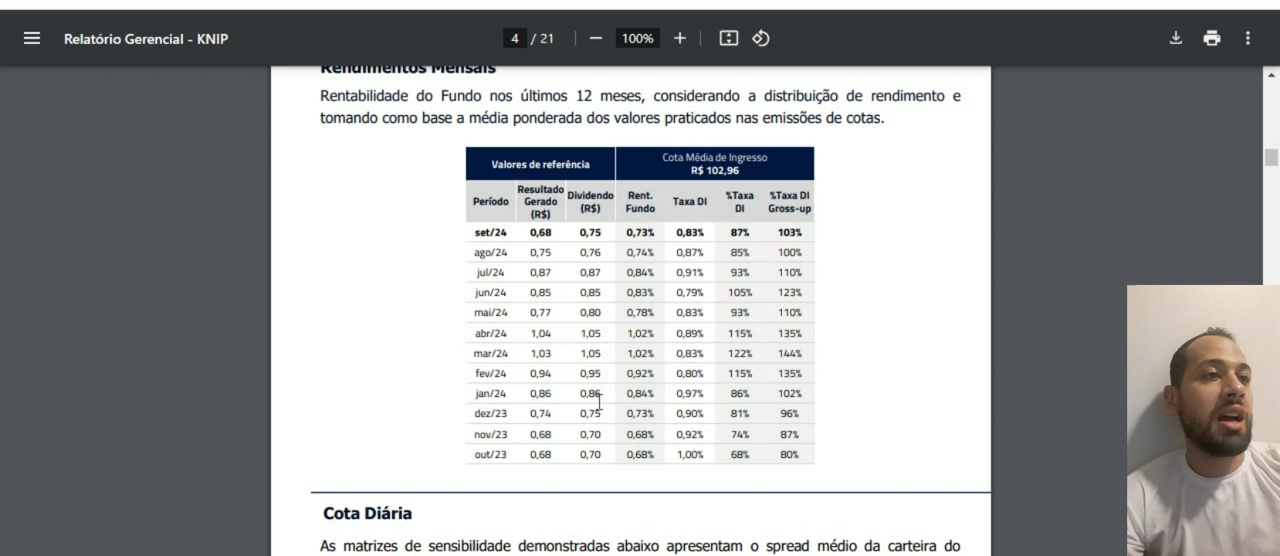 Relatório Gerencial - KNIP
4 / 21 | − 100% + |
Rendimentos Mensais
Rentabilidade do Fundo nos últimos 12 meses, considerando a distribuição de rendimento e
tomando como base a média ponderada dos valores praticados nas emissões de cotas.
Valores de referência
Cota Média de Ingresso
R$ 102,96
Período Resultado Gerado (R$) Dividendo (R$) Rent. Fundo Taxa DI %Taxa DI %Taxa DI Gross-up
set/24 0,68 0,75 0,73% 0,83% 87% 103%
ago/24 0,75 0,76 0,74% 0,87% 85% 100%
jul/24 0,87 0,87 0,84% 0,91% 93% 110%
jun/24 0,85 0,85 0,83% 0,79% 105% 123%
mai/24 0,77 0,80 0,78% 0,83% 93% 110%
abr/24 1,04 1,05 1,02% 0,89% 115% 135%
mar/24 1,03 1,05 1,02% 0,83% 122% 144%
fev/24 0,94 0,95 0,92% 0,80% 115% 135%
jan/24 0,86 0,86 0,84% 0,97% 86% 102%
dez/23 0,74 0,75 0,73% 0,90% 81% 96%
nov/23 0,68 0,70 0,68% 0,92% 74% 87%
out/23 0,68 0,70 0,68% 1,00% 68% 80%
Cota Diária
As matrizes de sensibilidade demonstradas abaixo apresentam o spread médio da carteira do